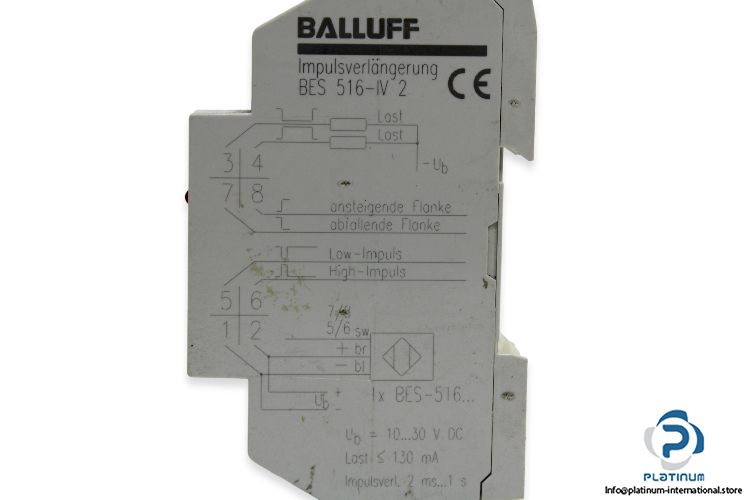 BALLUFF
Impulsverlängerung
BES 516-IV 2
CE
Last
Last
-Ub
3 4
7 8
ansteigende Flanke
abfallende Flanke
Low-Impuls
High-Impuls
5 6
1 2
7/8
5/6 sw
+ br
- bl
Ub + -
1x BES-516...
Ub = 10...30 V DC
Last ≤ 130 mA
Impulsverl. 2 ms...1 s
PLATINUM
Info@platinum-international.store